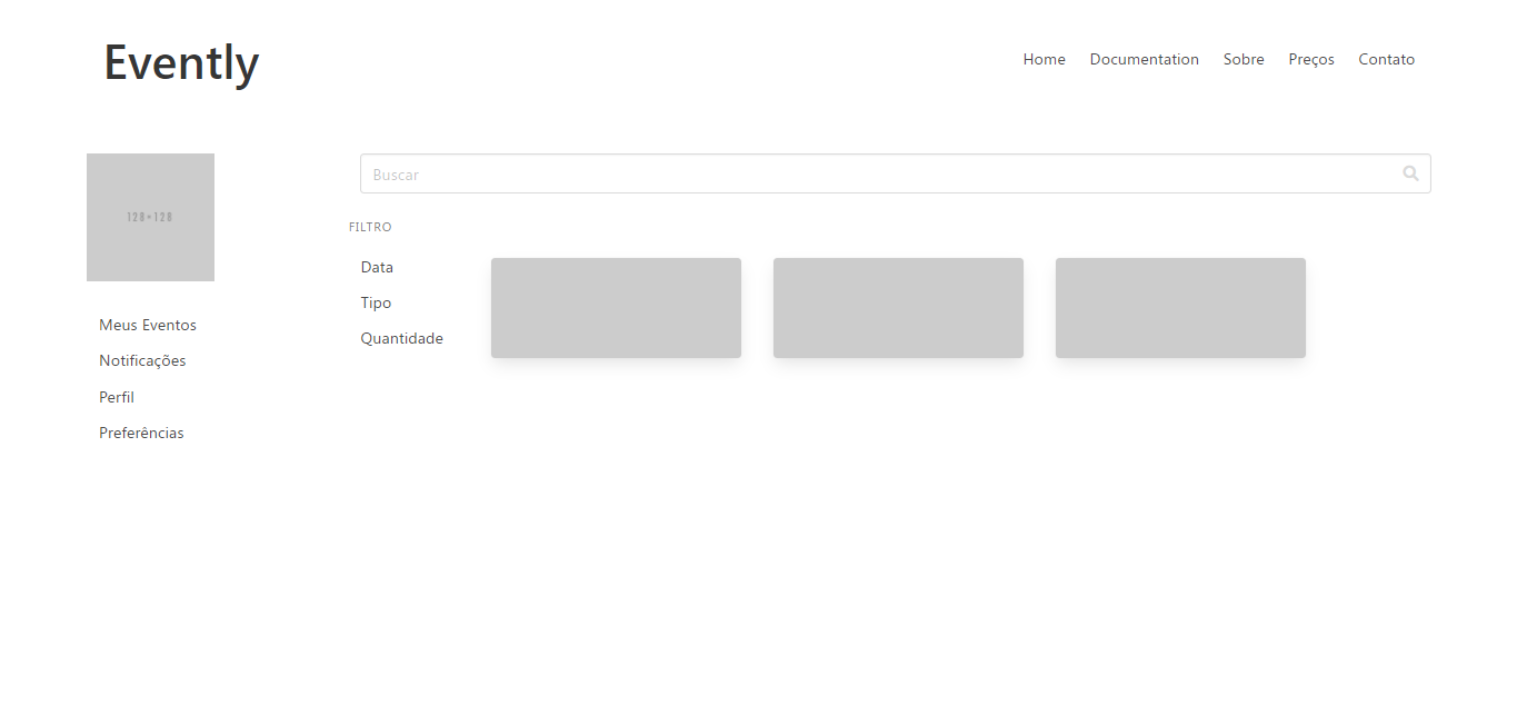 Evently
Home Documentation Sobre Preços Contato
128×128
Meus Eventos
Notificações
Perfil
Preferências
Buscar
FILTRO
Data
Tipo
Quantidade